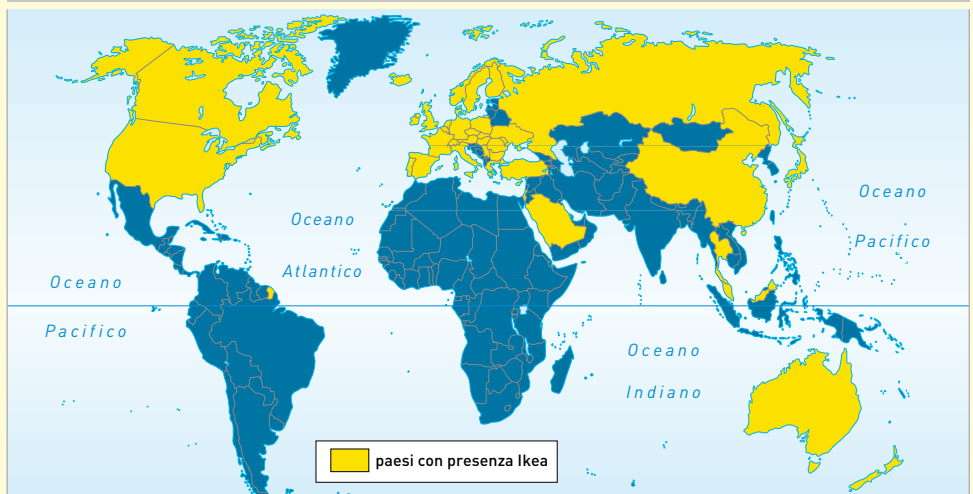 Oceano
Pacifico
Oceano
Atlantico
Oceano
Pacifico
Oceano
Indiano
paesi con presenza Ikea